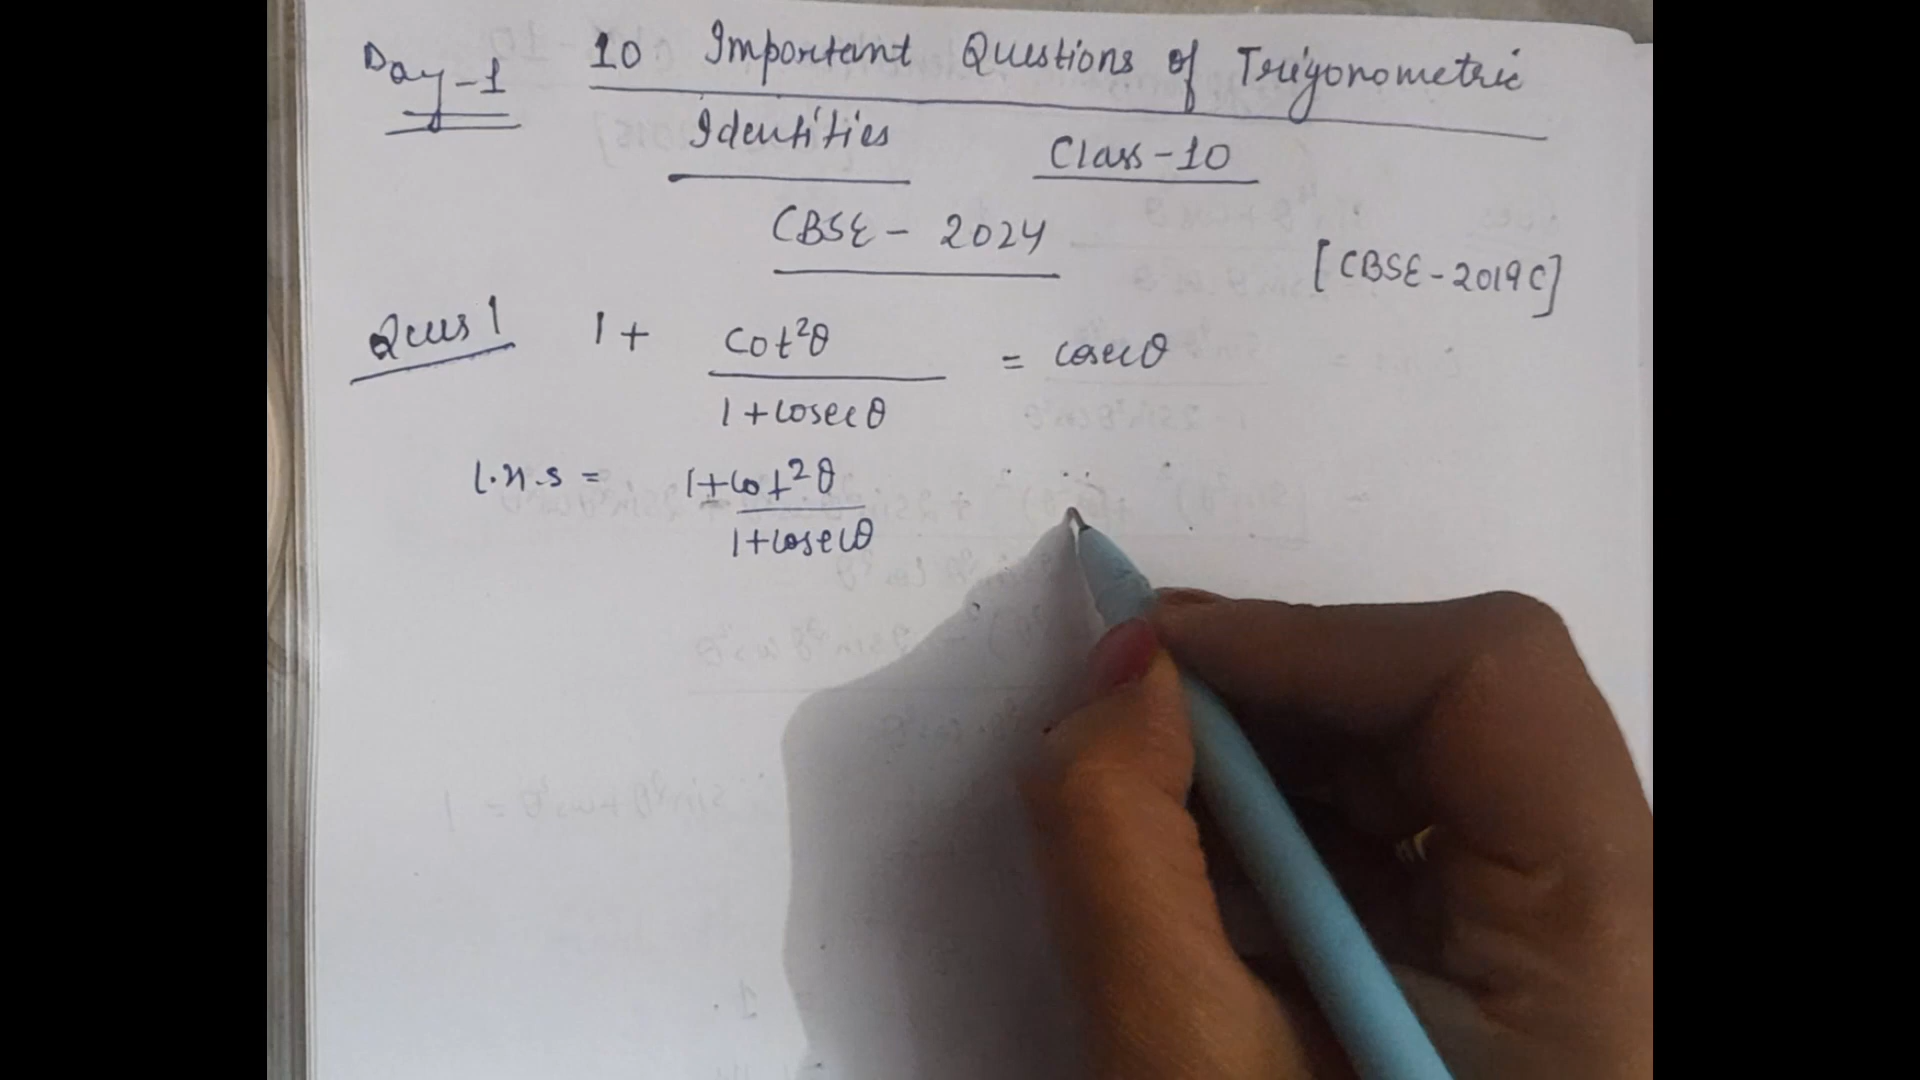 Day-1 10 Important Questions of Trigonometric
Identities Class-10
CBSE - 2024
[CBSE-2019C]
Ques 1 1 + cot²θ / 1+cosecθ = cosecθ
L.H.S = 1+cot²θ / 1+cosecθ